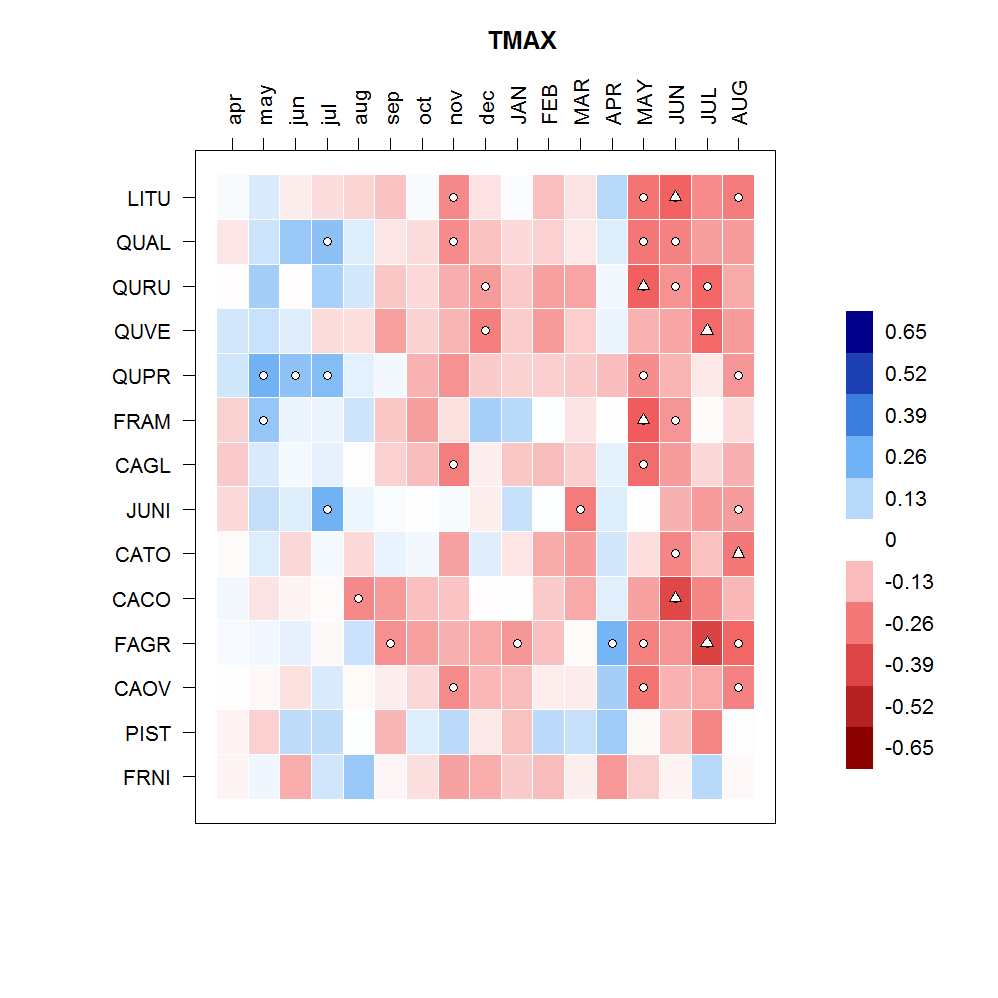 TMAX
apr may jun jul aug sep oct nov dec JAN FEB MAR APR MAY JUN JUL AUG
LITU
QUAL
QURU
QUVE
QUPR
FRAM
CAGL
JUNI
CATO
CACO
FAGR
CAOV
PIST
FRNI
0.65
0.52
0.39
0.26
0.13
0
-0.13
-0.26
-0.39
-0.52
-0.65